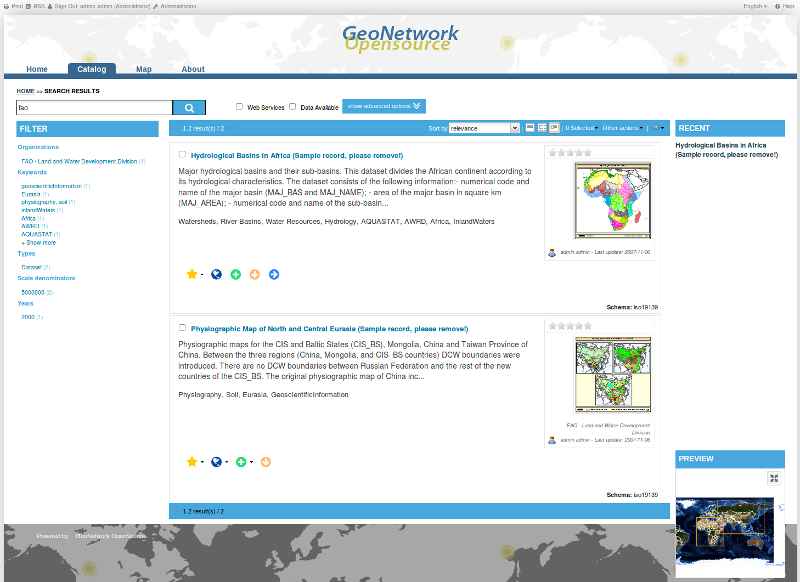 Print RSS Sign Out admin admin (Administrator) Administration
English
Help
GeoNetwork
Opensource
Home Catalog Map About
HOME >> SEARCH RESULTS
fao
Web Services Data Available show advanced options
FILTER
Organizations
FAO - Land and Water Development Division (1)
Keywords
geoscientificInformation (1)
Eurasia (1)
physiography, soil (1)
inlandWaters (1)
Africa (1)
AWRD (1)
AQUASTAT (1)
+ Show more
Types
Dataset (2)
Scale denominators
5000000 (2)
Years
2000 (1)
1-2 result(s) / 2
Sort by relevance
| 0 Selected Other actions |
Hydrological Basins in Africa (Sample record, please remove!)
Major hydrological basins and their sub-basins. This dataset divides the African continent according to
its hydrological characteristics. The dataset consists of the following information:- numerical code and
name of the major basin (MAJ_BAS and MAJ_NAME); - area of the major basin in square km
(MAJ_AREA); - numerical code and name of the sub-basin...
Watersheds, River Basins, Water Resources, Hydrology, AQUASTAT, AWRD, Africa, InlandWaters
admin admin - Last update: 2007-11-06
Schema: iso19139
Physiographic Map of North and Central Eurasia (Sample record, please remove!)
Physiographic maps for the CIS and Baltic States (CIS_BS), Mongolia, China and Taiwan Province of
China. Between the three regions (China, Mongolia, and CIS_BS countries) DCW boundaries were
introduced. There are no DCW boundaries between Russian Federation and the rest of the new
countries of the CIS_BS. The original physiographic map of China inc...
Physiography, Soil, Eurasia, GeoscientificInformation
FAO - Land and Water Development
Division
admin admin - Last update: 2007-11-06
Schema: iso19139
1-2 result(s) / 2
RECENT
Hydrological Basins in Africa
(Sample record, please remove!)
PREVIEW
Powered by GeoNetwork OpenSource